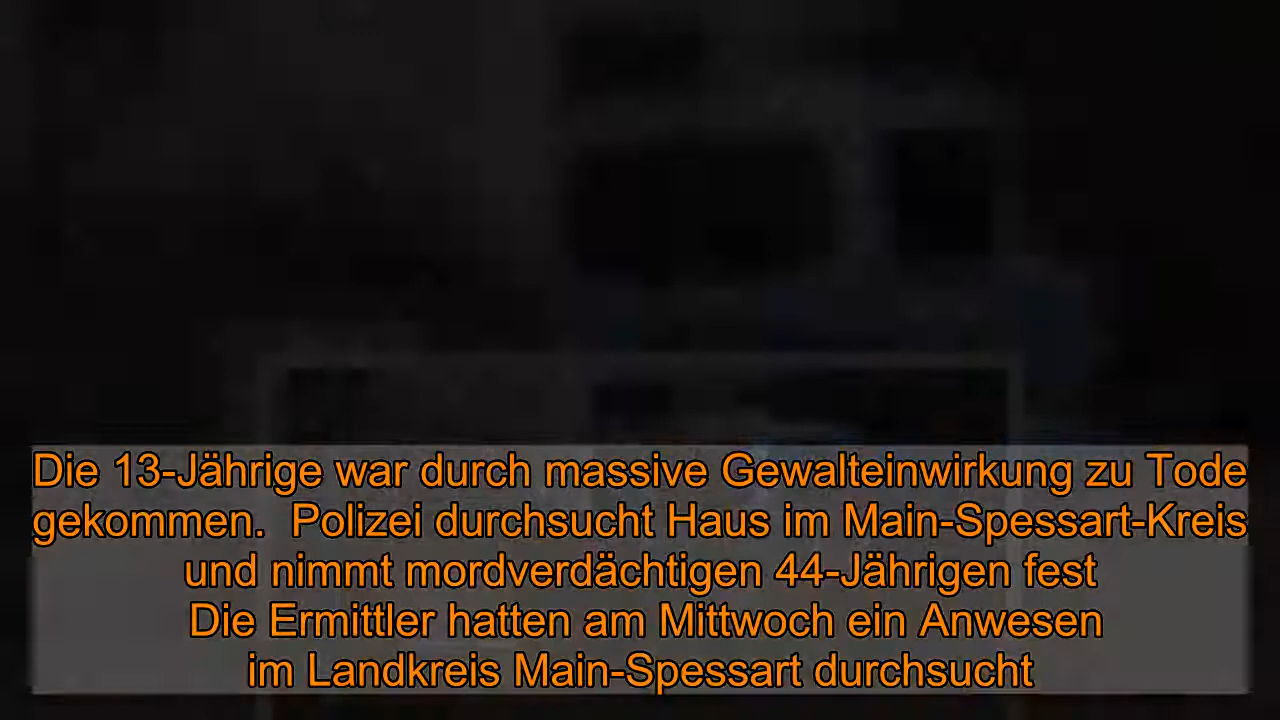 Die 13-Jährige war durch massive Gewalteinwirkung zu Tode
gekommen.  Polizei durchsucht Haus im Main-Spessart-Kreis
und nimmt mordverdächtigen 44-Jährigen fest
Die Ermittler hatten am Mittwoch ein Anwesen
im Landkreis Main-Spessart durchsucht